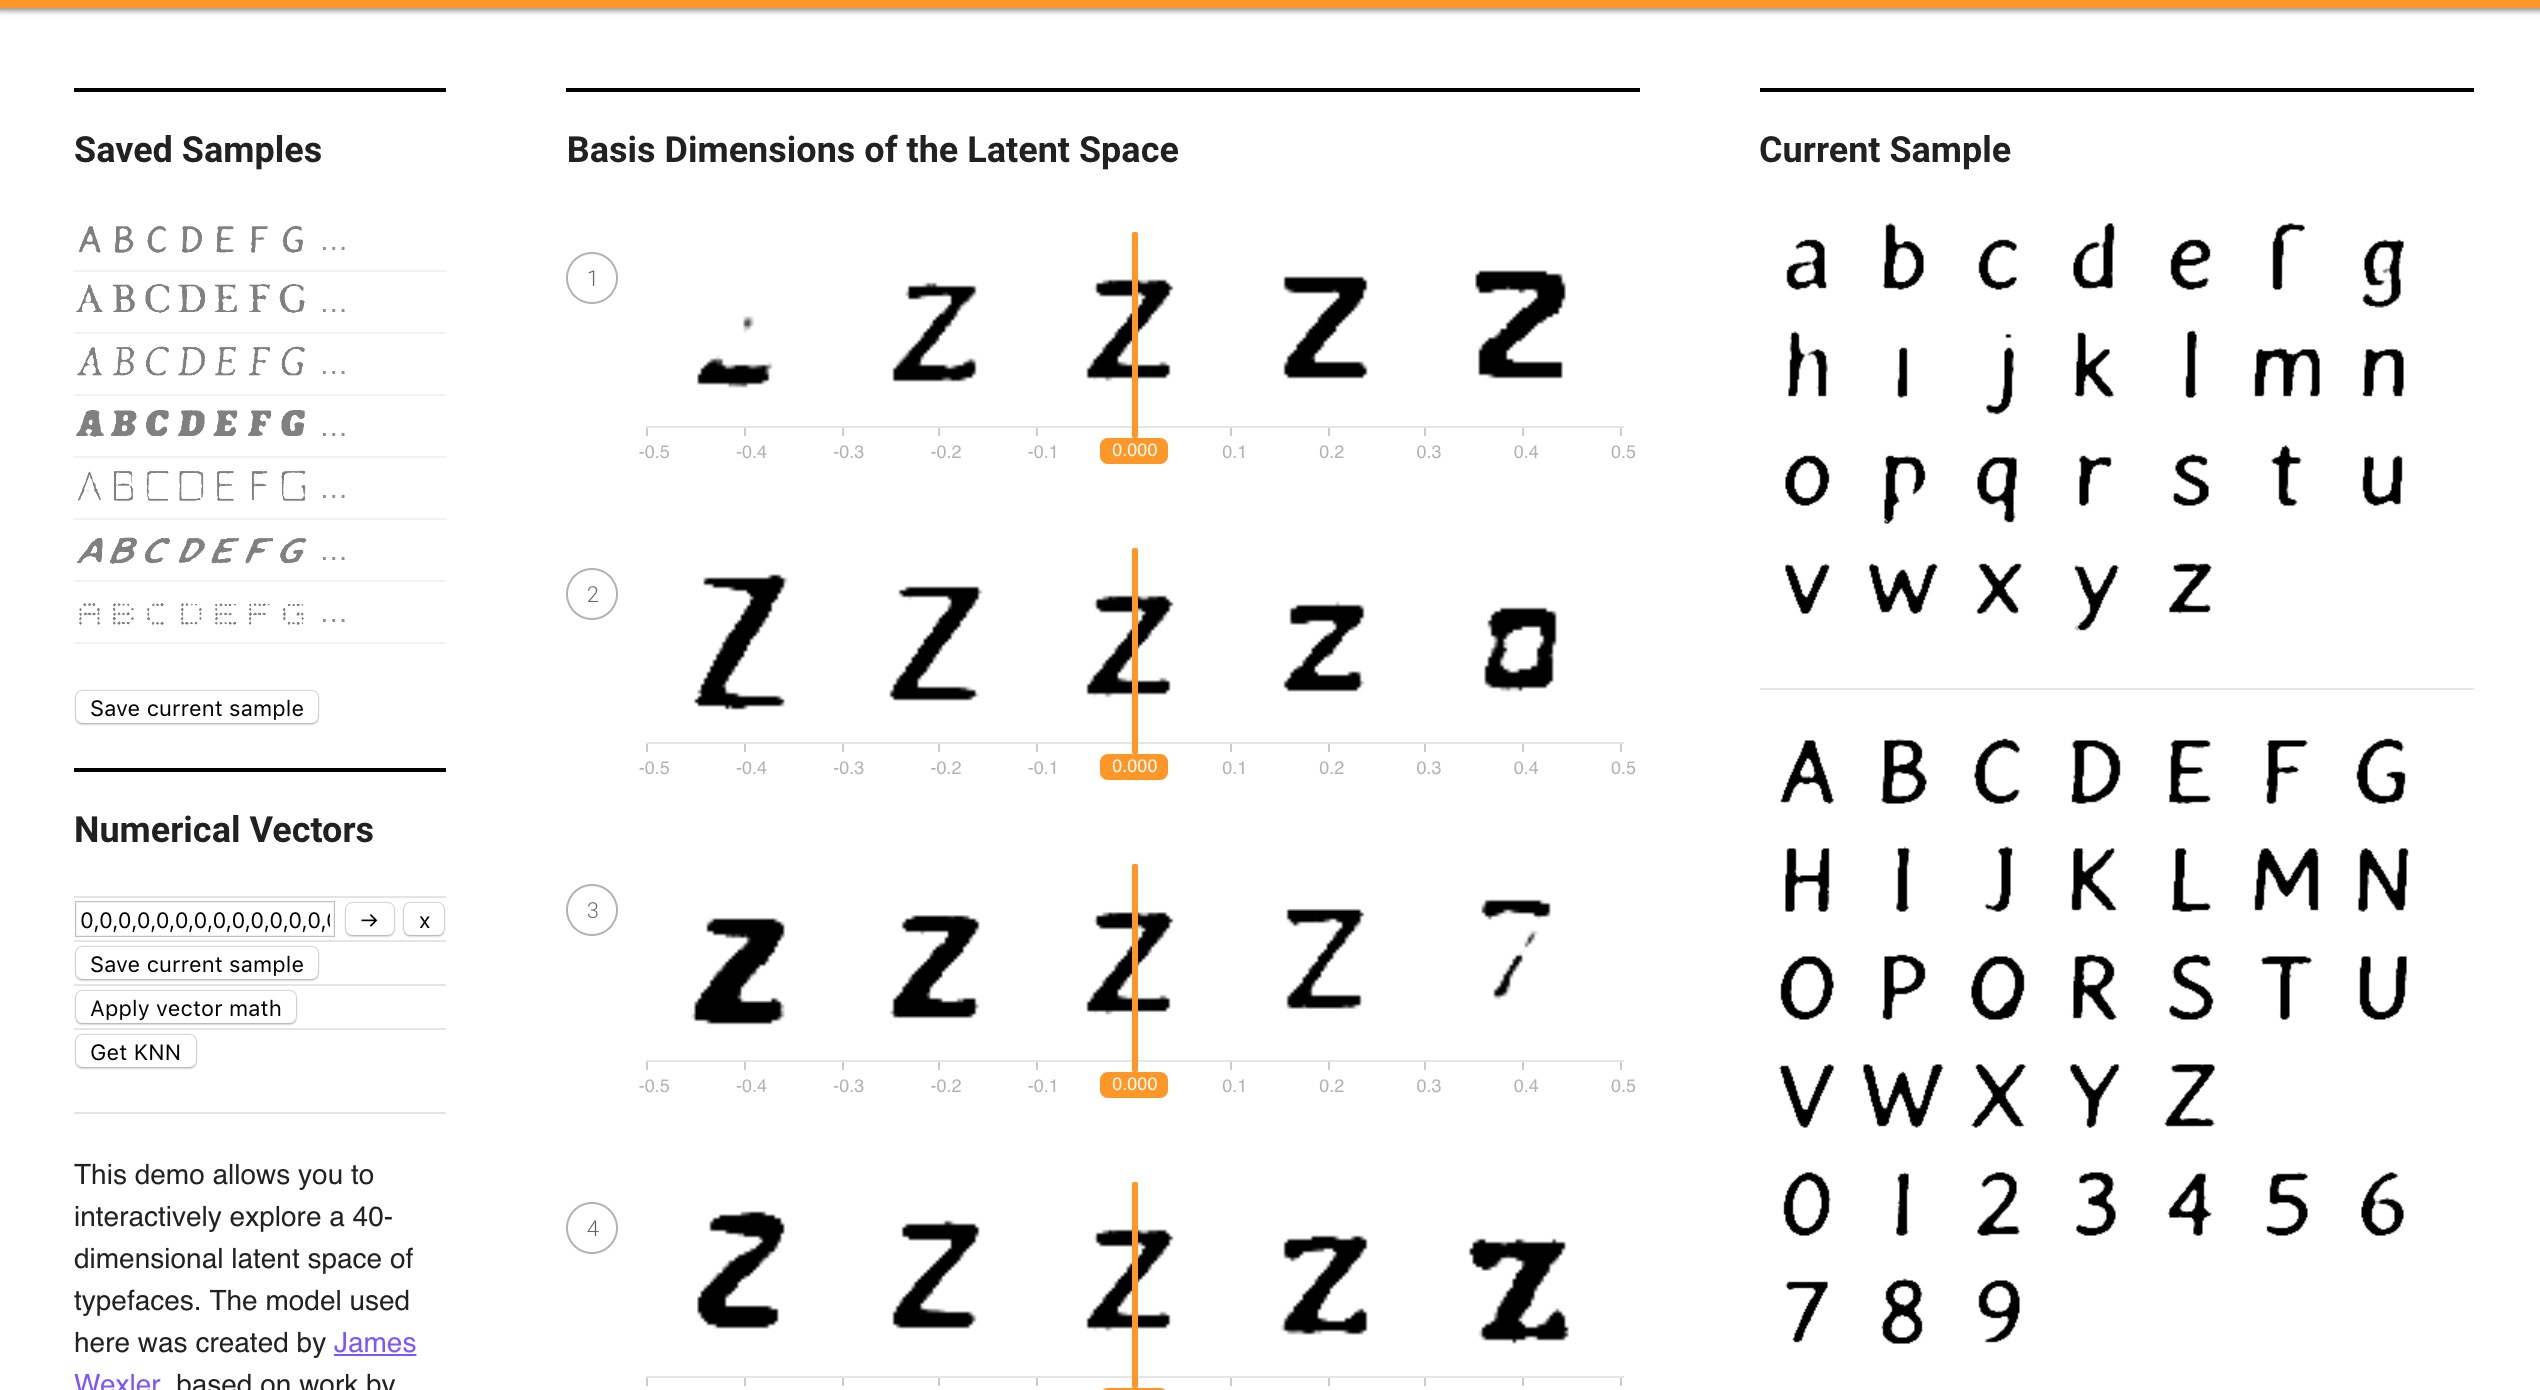 Saved Samples
A B C D E F G ...
A B C D E F G ...
A B C D E F G ...
A B C D E F G ...
A B C D E F G ...
A B C D E F G ...
A B C D E F G ...
Save current sample
Numerical Vectors
0,0,0,0,0,0,0,0,0,0,0,0,0,0 → x
Save current sample
Apply vector math
Get KNN
This demo allows you to
interactively explore a 40-
dimensional latent space of
typefaces. The model used
here was created by James
Wexler, based on work by
Basis Dimensions of the Latent Space
1
Z Z Z Z
-0.5 -0.4 -0.3 -0.2 -0.1 0.000 0.1 0.2 0.3 0.4 0.5
2
Z Z Z Z
-0.5 -0.4 -0.3 -0.2 -0.1 0.000 0.1 0.2 0.3 0.4 0.5
3
Z Z Z Z
-0.5 -0.4 -0.3 -0.2 -0.1 0.000 0.1 0.2 0.3 0.4 0.5
4
Z Z Z Z Z
Current Sample
a b c d e f g
h i j k l m n
o p q r s t u
v w x y z
A B C D E F G
H I J K L M N
O P Q R S T U
V W X Y Z
0 1 2 3 4 5 6
7 8 9